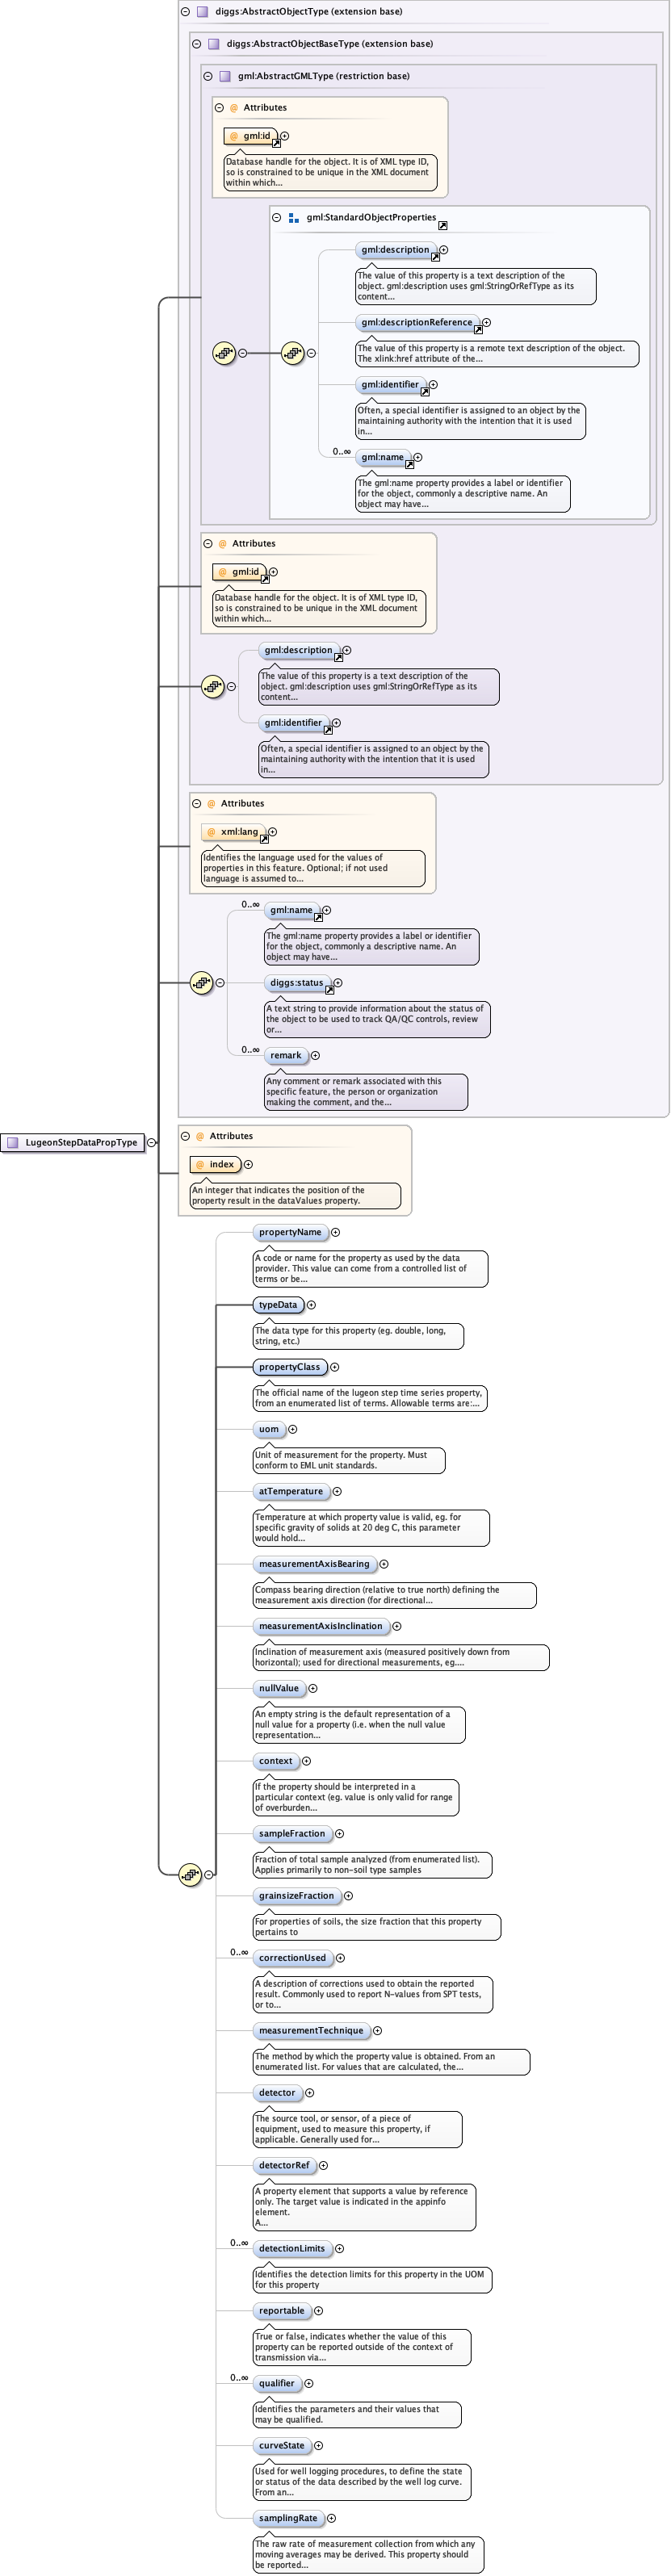 diggs:AbstractObjectType (extension base)
diggs:AbstractObjectBaseType (extension base)
gml:AbstractGMLType (restriction base)
@ Attributes
@ gml:id
Database handle for the object. It is of XML type ID,
so is constrained to be unique in the XML document
within which...
gml:StandardObjectProperties
gml:description
The value of this property is a text description of the
object. gml:description uses gml:StringOrRefType as its
content...
gml:descriptionReference
The value of this property is a remote text description of the object.
The xlink:href attribute of the...
gml:identifier
Often, a special identifier is assigned to an object by the
maintaining authority with the intention that it is used
in...
0..∞
gml:name
The gml:name property provides a label or identifier
for the object, commonly a descriptive name. An
object may have...
@ Attributes
@ gml:id
Database handle for the object. It is of XML type ID,
so is constrained to be unique in the XML document
within which...
gml:description
The value of this property is a text description of the
object. gml:description uses gml:StringOrRefType as its
content...
gml:identifier
Often, a special identifier is assigned to an object by the
maintaining authority with the intention that it is used
in...
@ Attributes
@ xml:lang
Identifies the language used for the values of
properties in this feature. Optional; if not used
language is assumed to...
0..∞
gml:name
The gml:name property provides a label or identifier
for the object, commonly a descriptive name. An
object may have...
diggs:status
A text string to provide information about the status of
the object to be used to track QA/QC controls, review
or...
0..∞
remark
Any comment or remark associated with this
specific feature, the person or organization
making the comment, and the...
LugeonStepDataPropType
@ Attributes
@ index
An integer that indicates the position of the
property result in the dataValues property.
propertyName
A code or name for the property as used by the data
provider. This value can come from a controlled list of
terms or be...
typeData
The data type for this property (eg. double, long,
string, etc.)
propertyClass
The official name of the lugeon step time series property,
from an enumerated list of terms. Allowable terms are:...
uom
Unit of measurement for the property. Must
conform to EML unit standards.
atTemperature
Temperature at which property value is valid, eg. for
specific gravity of solids at 20 deg C, this parameter
would hold...
measurementAxisBearing
Compass bearing direction (relative to true north) defining the
measurement axis direction (for directional...
measurementAxisInclination
Inclination of measurement axis (measured positively down from
horizontal); used for directional measurements, eg....
nullValue
An empty string is the default representation of a
null value for a property (i.e. when the null value
representation...
context
If the property should be interpreted in a
particular context (eg. value is only valid for range
of overburden...
sampleFraction
Fraction of total sample analyzed (from enumerated list).
Applies primarily to non-soil type samples
grainsizeFraction
For properties of soils, the size fraction that this property
pertains to
0..∞
correctionUsed
A description of corrections used to obtain the reported
result. Commonly used to report N-values from SPT tests,
or to...
measurementTechnique
The method by which the property value is obtained. From an
enumerated list. For values that are calculated, the...
detector
The source tool, or sensor, of a piece of
equipment, used to measure this property, if
applicable. Generally used for...
detectorRef
A property element that supports a value by reference
only. The target value is indicated in the appinfo
element.
A...
0..∞
detectionLimits
Identifies the detection limits for this property in the UOM
for this property
reportable
True or false, indicates whether the value of this
property can be reported outside of the context of
transmission via...
0..∞
qualifier
Identifies the parameters and their values that
may be qualified.
curveState
Used for well logging procedures, to define the state
or status of the data described by the well log curve.
From an...
samplingRate
The raw rate of measurement collection from which any
moving averages may be derived. This property should
be reported...